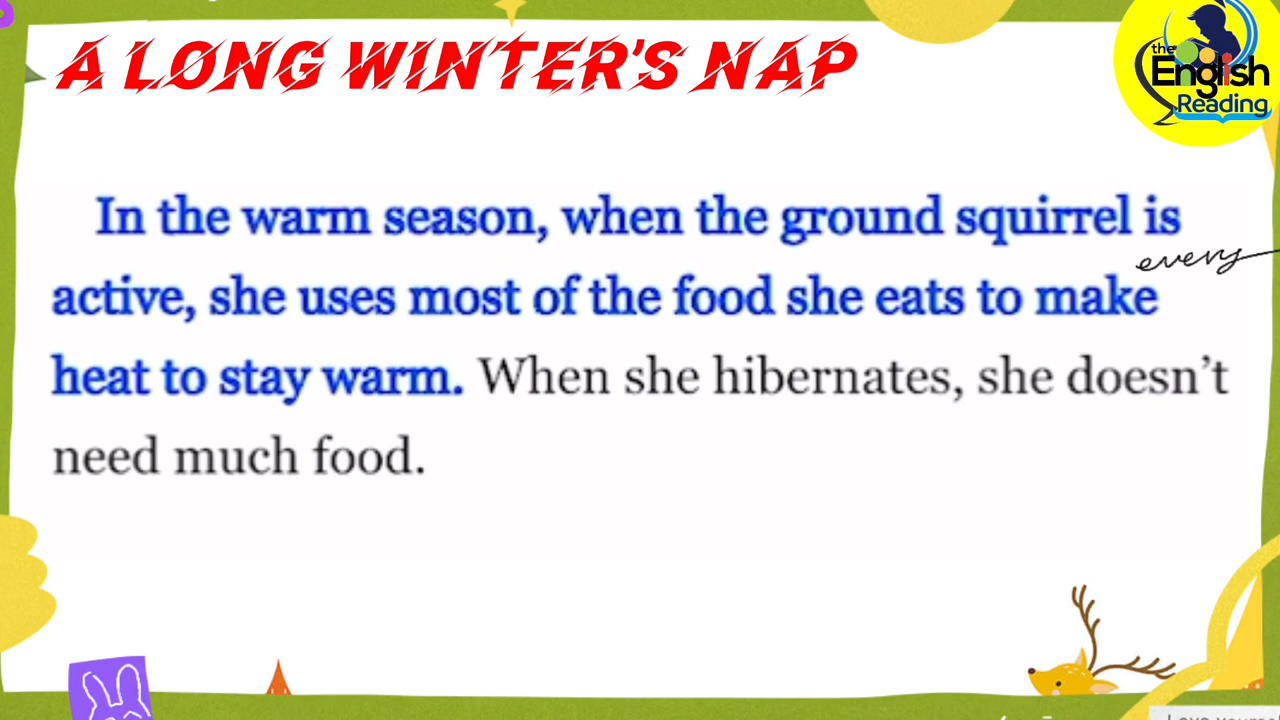 A LONG WINTER'S NAP
the
English
Reading
In the warm season, when the ground squirrel is
every
active, she uses most of the food she eats to make
heat to stay warm. When she hibernates, she doesn't
need much food.